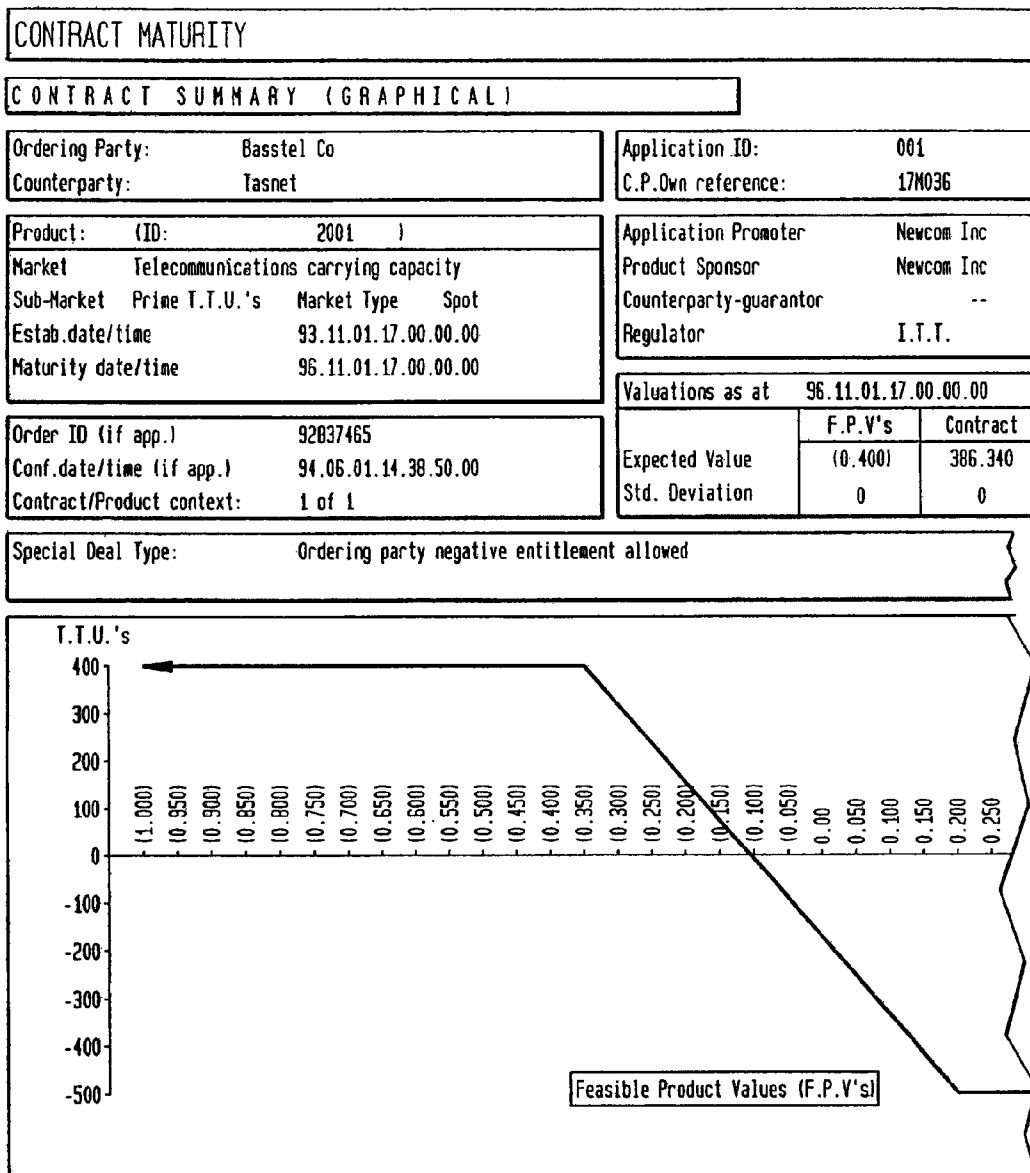 CONTRACT MATURITY
CONTRACT SUMMARY (GRAPHICAL)
Ordering Party: Basstel Co
Counterparty: Tasnet
Application ID: 001
C.P.Own reference: 17M036
Product: (ID: 2001 )
Market Telecommunications carrying capacity
Sub-Market Prime T.T.U.'s Market Type Spot
Estab.date/time 93.11.01.17.00.00.00
Maturity date/time 96.11.01.17.00.00.00
Application Promoter Newcom Inc
Product Sponsor Newcom Inc
Counterparty-guarantor --
Regulator I.T.T.
Order ID (if app.) 92837465
Conf.date/time (if app.) 94.06.01.14.38.50.00
Contract/Product context: 1 of 1
Valuations as at 96.11.01.17.00.00.00
F.P.V's Contract
Expected Value (0.400) 386.340
Std. Deviation 0 0
Special Deal Type: Ordering party negative entitlement allowed
T.T.U.'s
400
300
200
100
0
-100
-200
-300
-400
-500
(1.000) (0.950) (0.900) (0.850) (0.800) (0.750) (0.700) (0.650) (0.600) (0.550) (0.500) (0.450) (0.400) (0.350) (0.300) (0.250) (0.200) (0.150) (0.100) (0.050) 0.00 0.050 0.100 0.150 0.200 0.250
Feasible Product Values (F.P.V's)